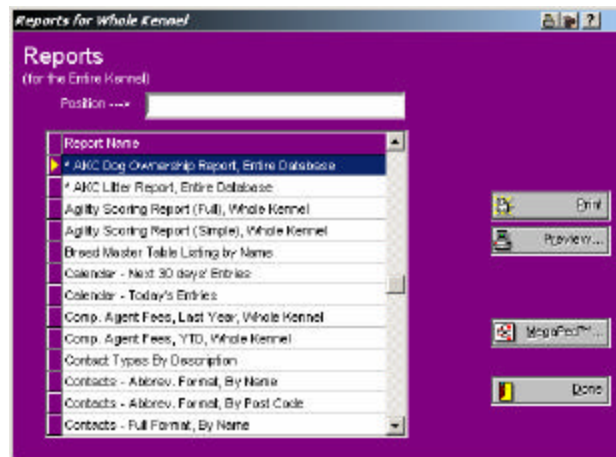 Reports for Whole Kennel
?
Reports
(for the Entire Kennel)
Position --->
Report Name
* AKC Dog Ownership Report, Entire Database
* AKC Litter Report, Entire Database
Agility Scoring Report (Full), Whole Kennel
Agility Scoring Report (Simple), Whole Kennel
Breed Master Table Listing by Name
Calendar - Next 30 days' Entries
Calendar - Today's Entries
Comp. Agent Fees, Last Year, Whole Kennel
Comp. Agent Fees, YTD, Whole Kennel
Contact Types By Description
Contacts - Abbrev. Format, By Name
Contacts - Abbrev. Format, By Post Code
Contacts - Full Format, By Name
Print
Preview...
MegaPed™...
Done